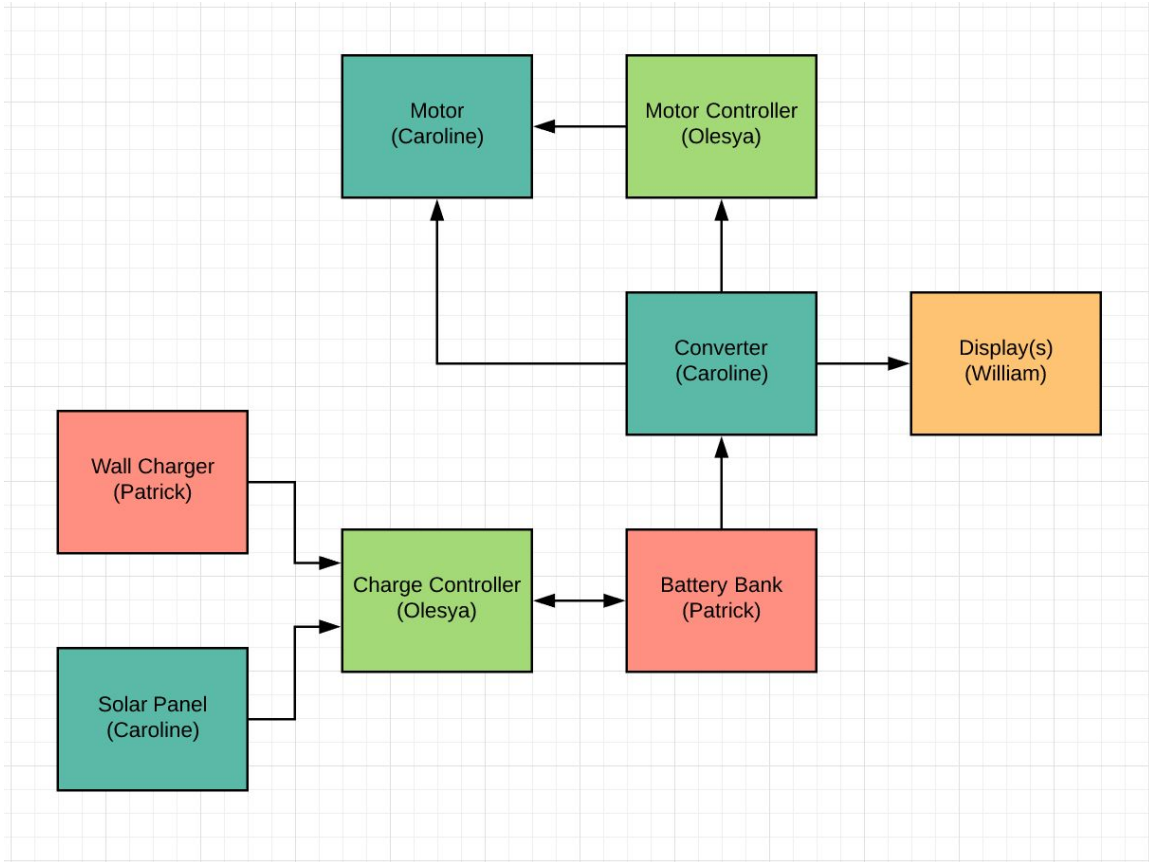 Motor
(Caroline)
Motor Controller
(Olesya)
Converter
(Caroline)
Display(s)
(William)
Wall Charger
(Patrick)
Charge Controller
(Olesya)
Battery Bank
(Patrick)
Solar Panel
(Caroline)